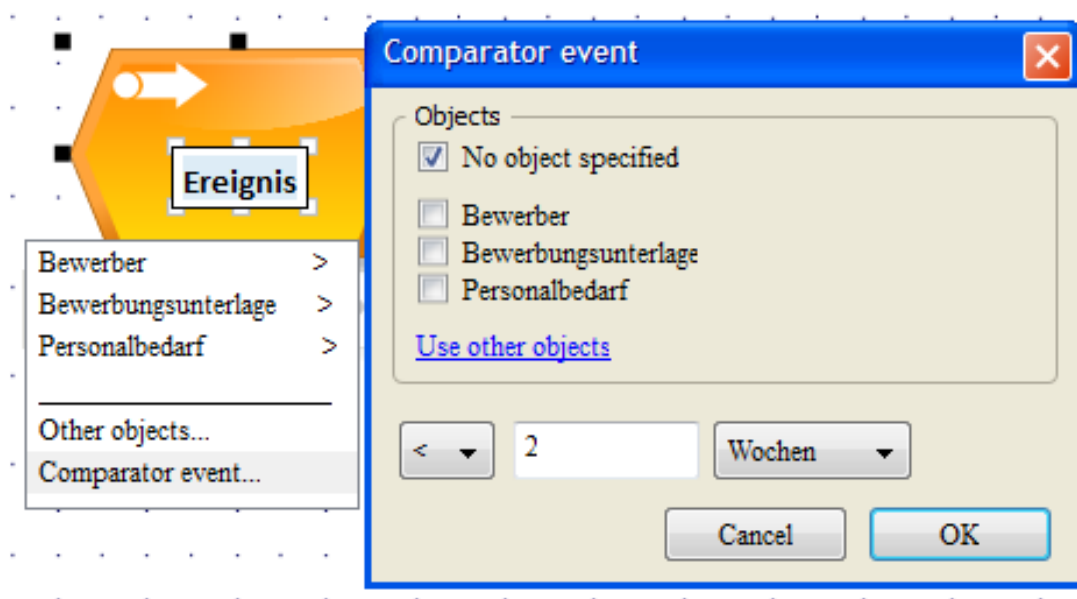 Ereignis
Bewerber >
Bewerbungsunterlage >
Personalbedarf >
Other objects...
Comparator event...
Comparator event
Objects
No object specified
Bewerber
Bewerbungsunterlage
Personalbedarf
Use other objects
< 2 Wochen
Cancel OK